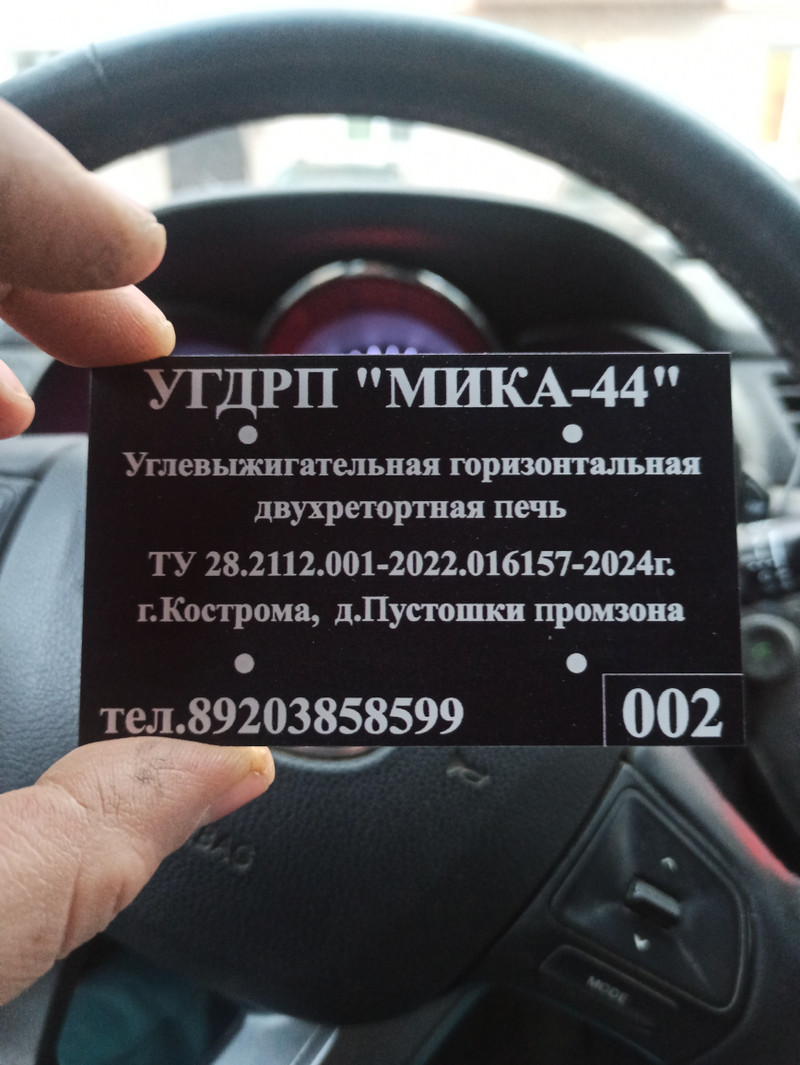 УГДРП "МИКА-44"
Углевыжигательная горизонтальная
двухретортная печь
ТУ 28.2112.001-2022.016157-2024г.
г.Кострома, д.Пустошки промзона
тел.89203858599
002
MODE